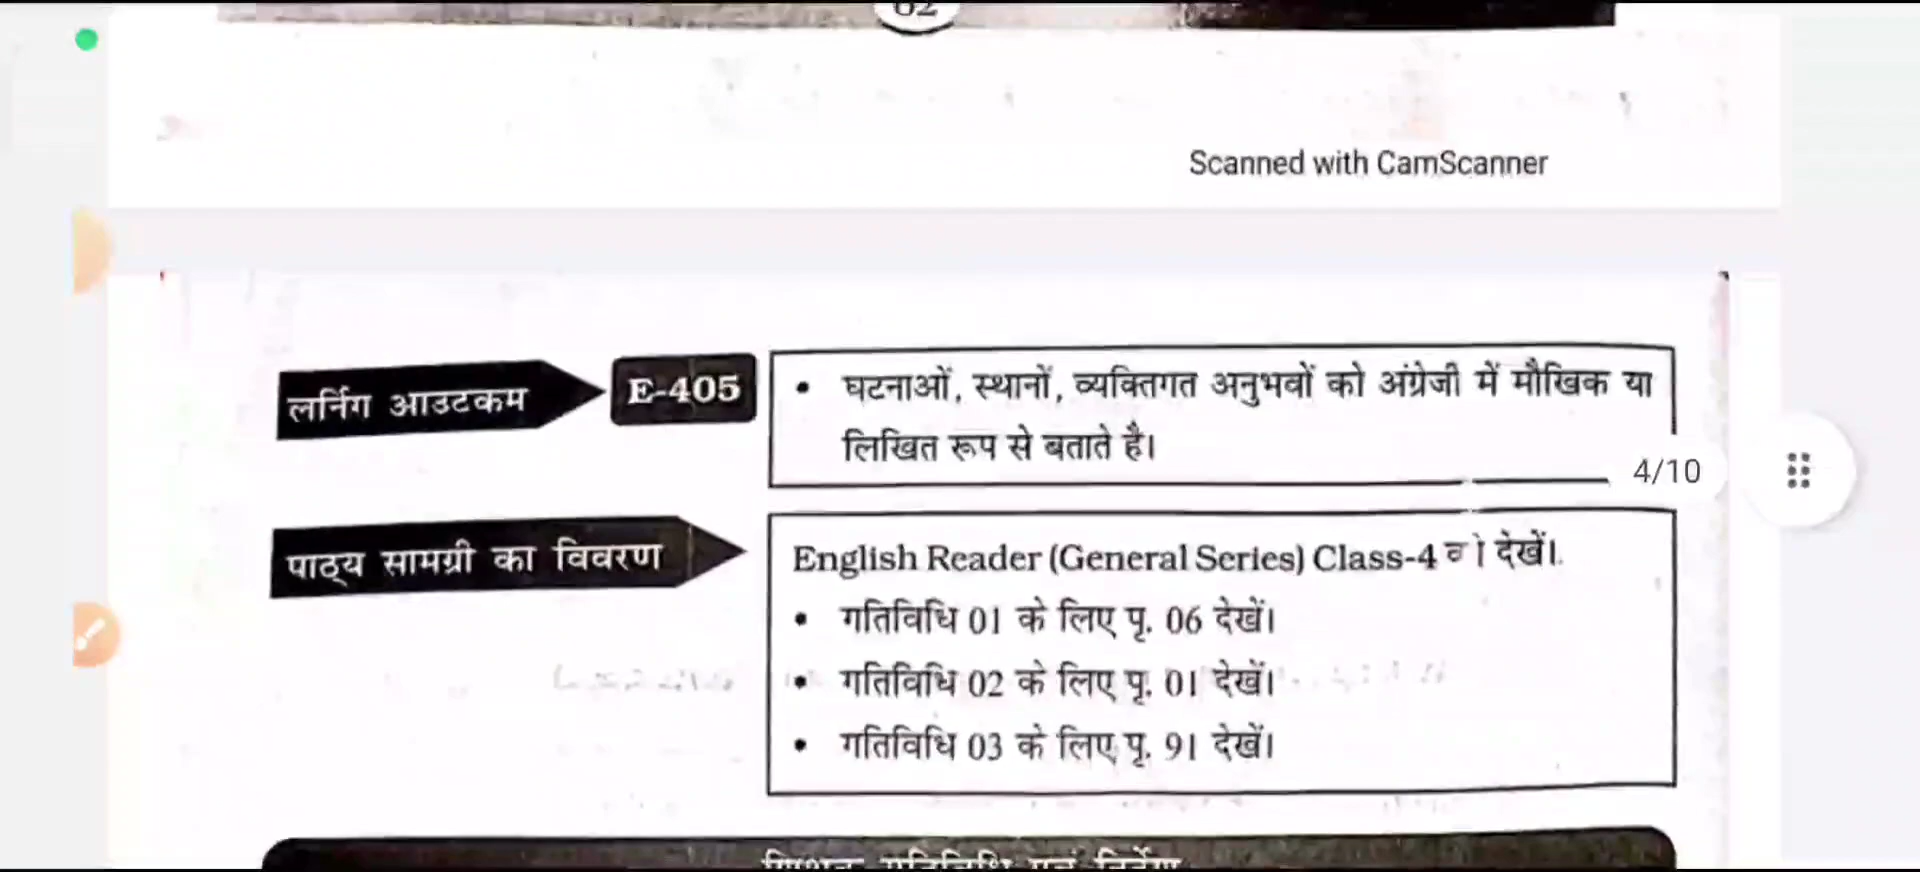 02
Scanned with CamScanner
लर्निंग आउटकम
E-405
• घटनाओं, स्थानों, व्यक्तिगत अनुभवों को अंग्रेजी में मौखिक या
लिखित रूप से बताते है।
4/10
पाठ्य सामग्री का विवरण
English Reader (General Series) Class-4 को देखें।
• गतिविधि 01 के लिए पृ. 06 देखें।
• गतिविधि 02 के लिए पृ. 01 देखें।
• गतिविधि 03 के लिए पृ. 91 देखें।